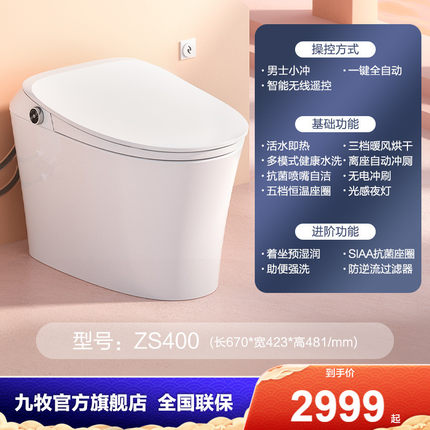 操控方式
·男士小冲 ·一键全自动
·智能无线遥控
基础功能
·活水即热 ·三档暖风烘干
·多模式健康水洗 ·离座自动冲厕
·抗菌喷嘴自洁 ·无电冲刷
·五档恒温座圈 ·光感夜灯
进阶功能
·着坐预湿润 ·SIAA抗菌座圈
·助便强洗 ·防逆流过滤器
型号：ZS400 (长670*宽423*高481/mm)
九牧官方旗舰店 全国联保
到手价:
2999起